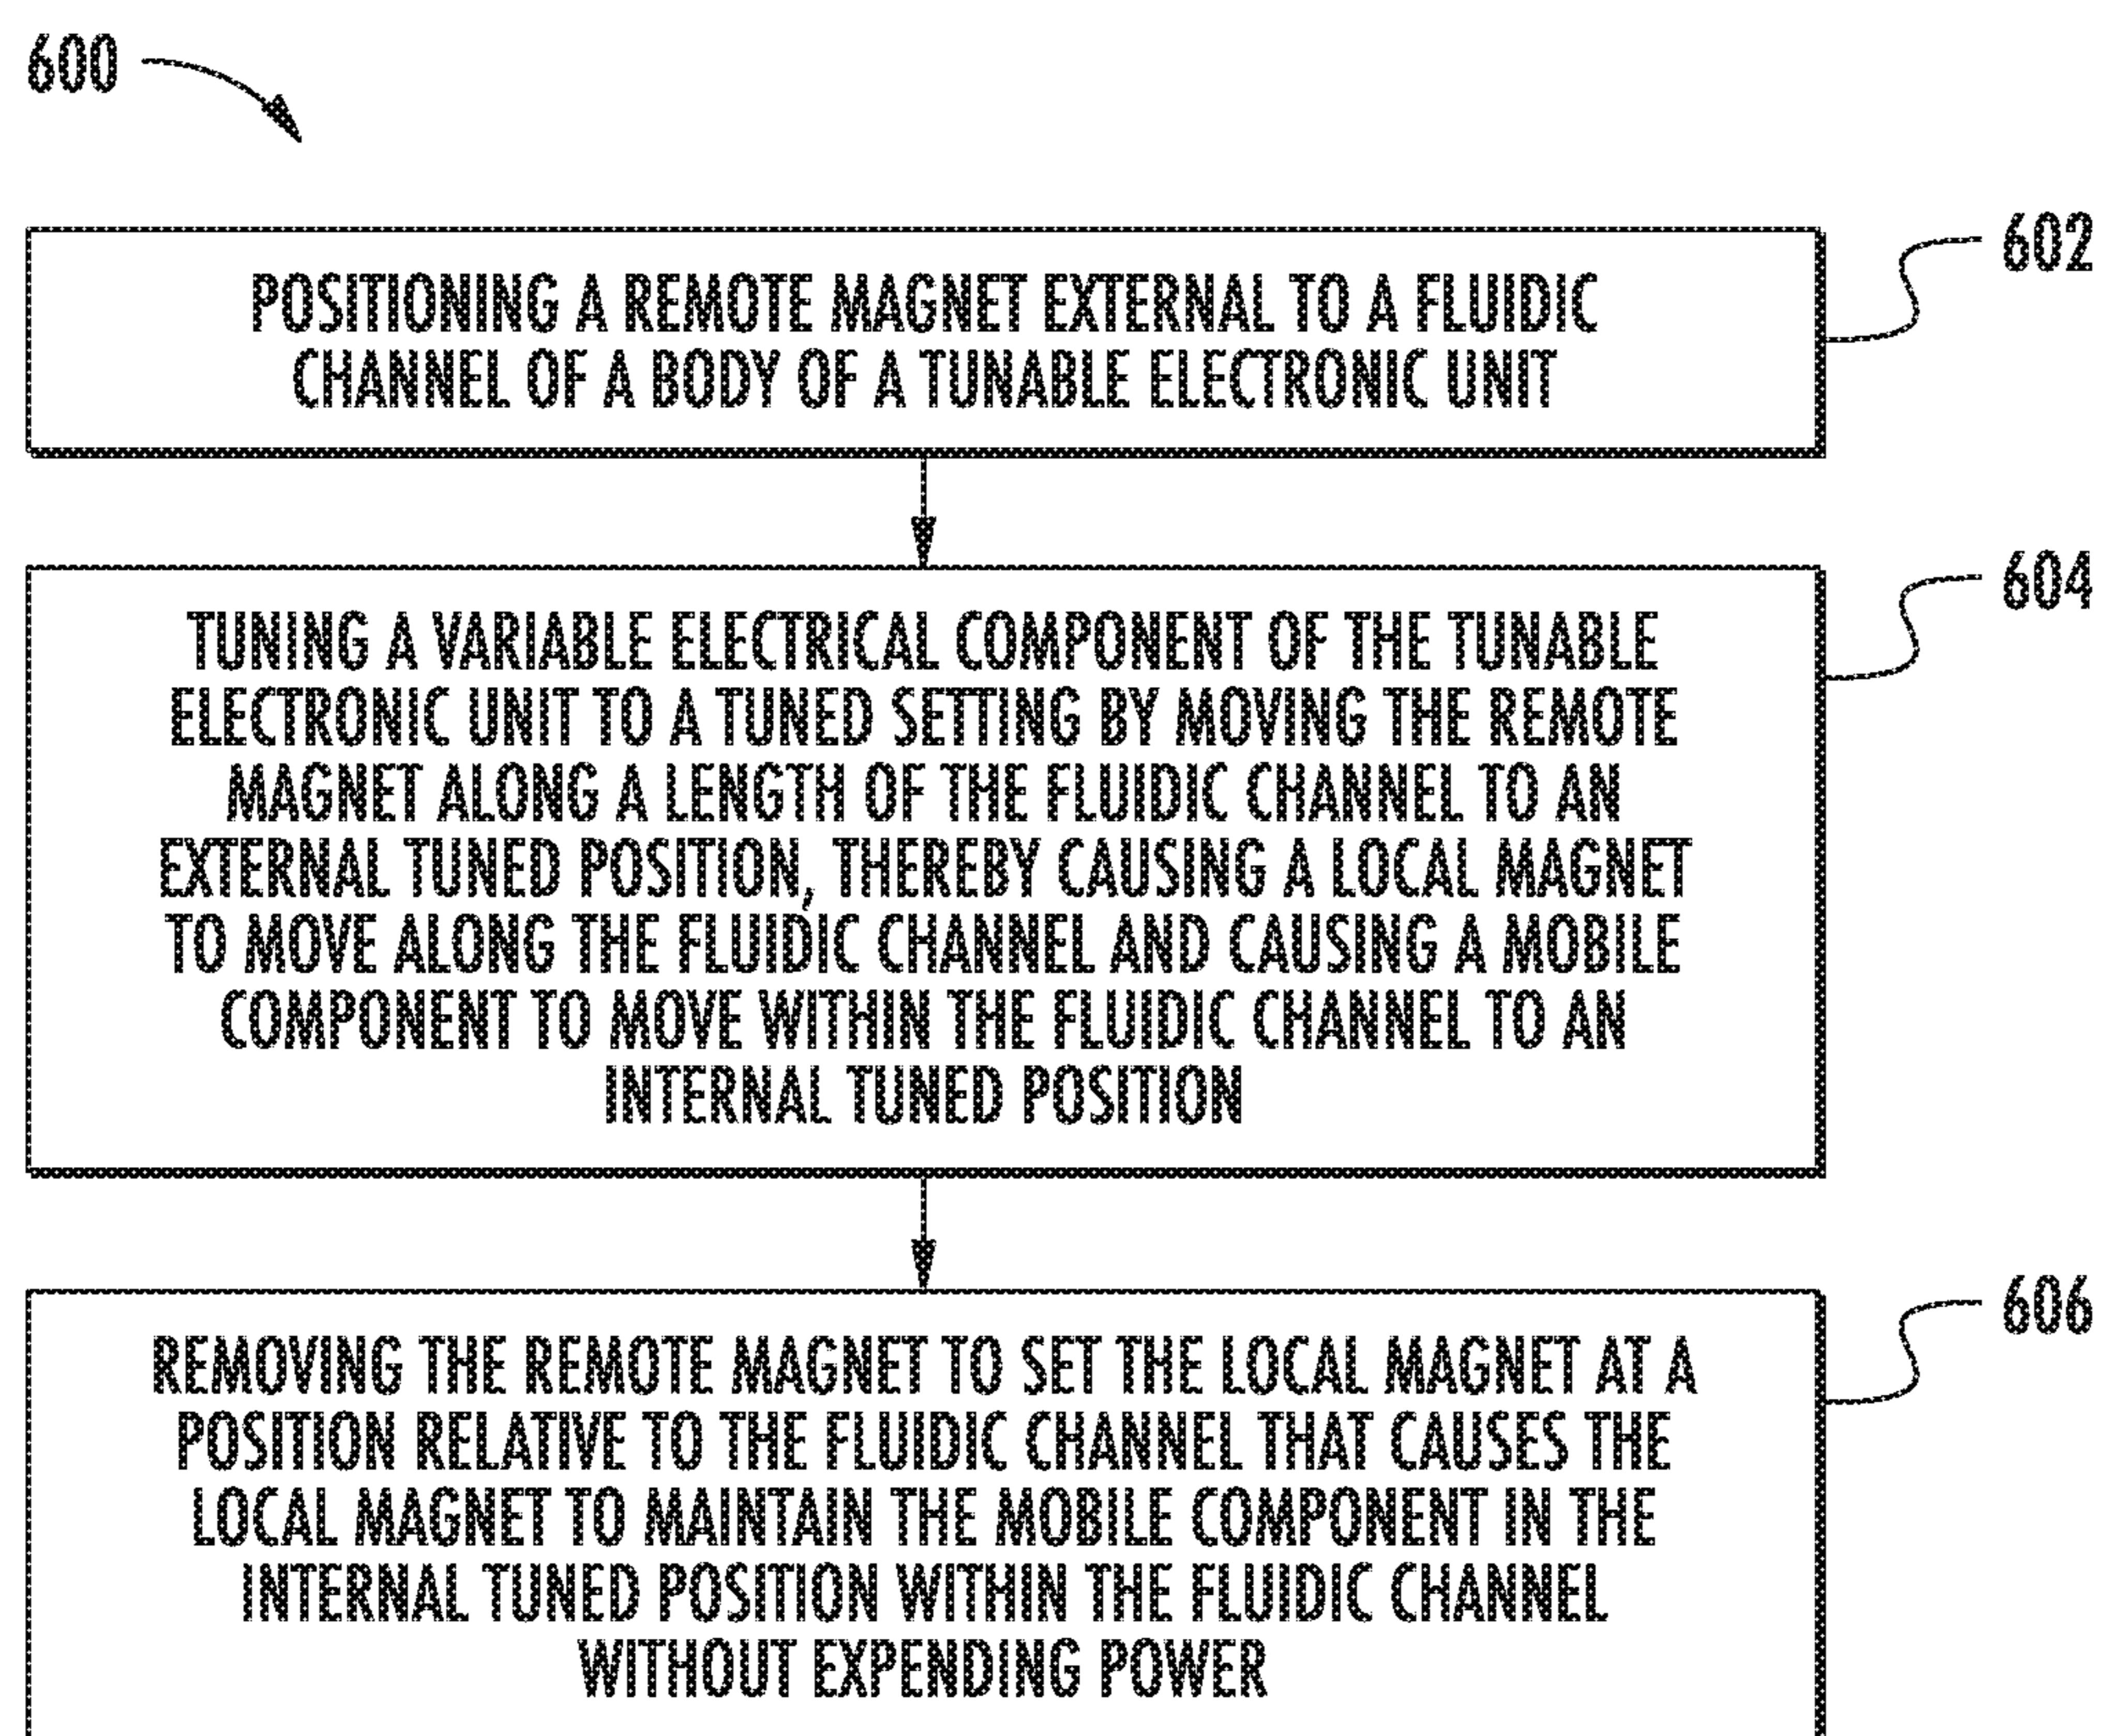 600
602
POSITIONING A REMOTE MAGNET EXTERNAL TO A FLUIDIC
CHANNEL OF A BODY OF A TUNABLE ELECTRONIC UNIT
604
TUNING A VARIABLE ELECTRICAL COMPONENT OF THE TUNABLE
ELECTRONIC UNIT TO A TUNED SETTING BY MOVING THE REMOTE
MAGNET ALONG A LENGTH OF THE FLUIDIC CHANNEL TO AN
EXTERNAL TUNED POSITION, THEREBY CAUSING A LOCAL MAGNET
TO MOVE ALONG THE FLUIDIC CHANNEL AND CAUSING A MOBILE
COMPONENT TO MOVE WITHIN THE FLUIDIC CHANNEL TO AN
INTERNAL TUNED POSITION
606
REMOVING THE REMOTE MAGNET TO SET THE LOCAL MAGNET AT A
POSITION RELATIVE TO THE FLUIDIC CHANNEL THAT CAUSES THE
LOCAL MAGNET TO MAINTAIN THE MOBILE COMPONENT IN THE
INTERNAL TUNED POSITION WITHIN THE FLUIDIC CHANNEL
WITHOUT EXPENDING POWER